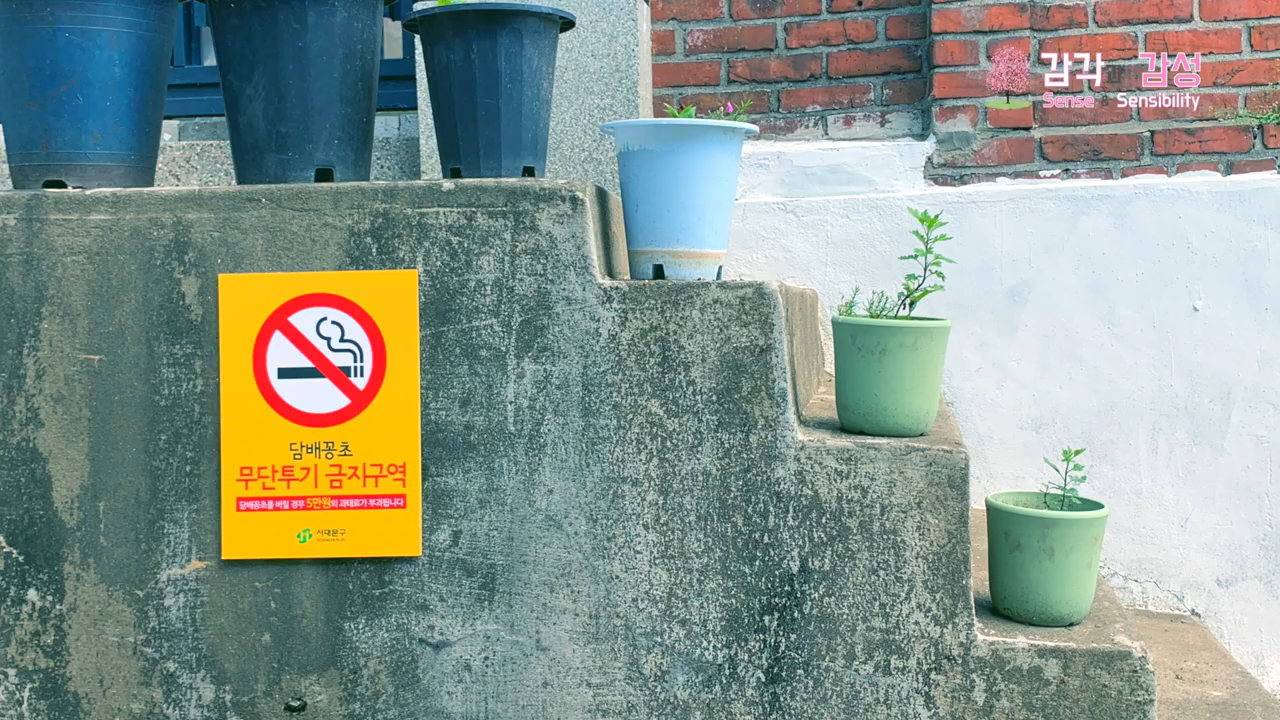 감각 감성
Sense & Sensibility
담배꽁초
무단투기 금지구역
담배꽁초를 버릴 경우 5만원의 과태료가 부과됩니다
서대문구